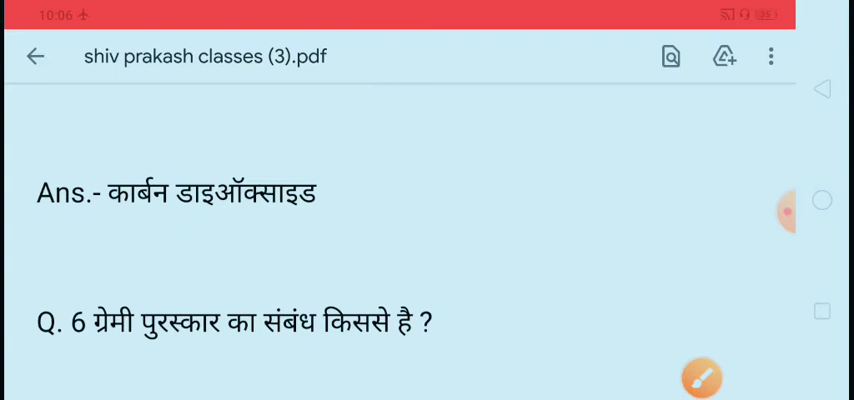 10:06
shiv prakash classes (3).pdf
Ans.- कार्बन डाइऑक्साइड
Q. 6 ग्रेमी पुरस्कार का संबंध किससे है ?